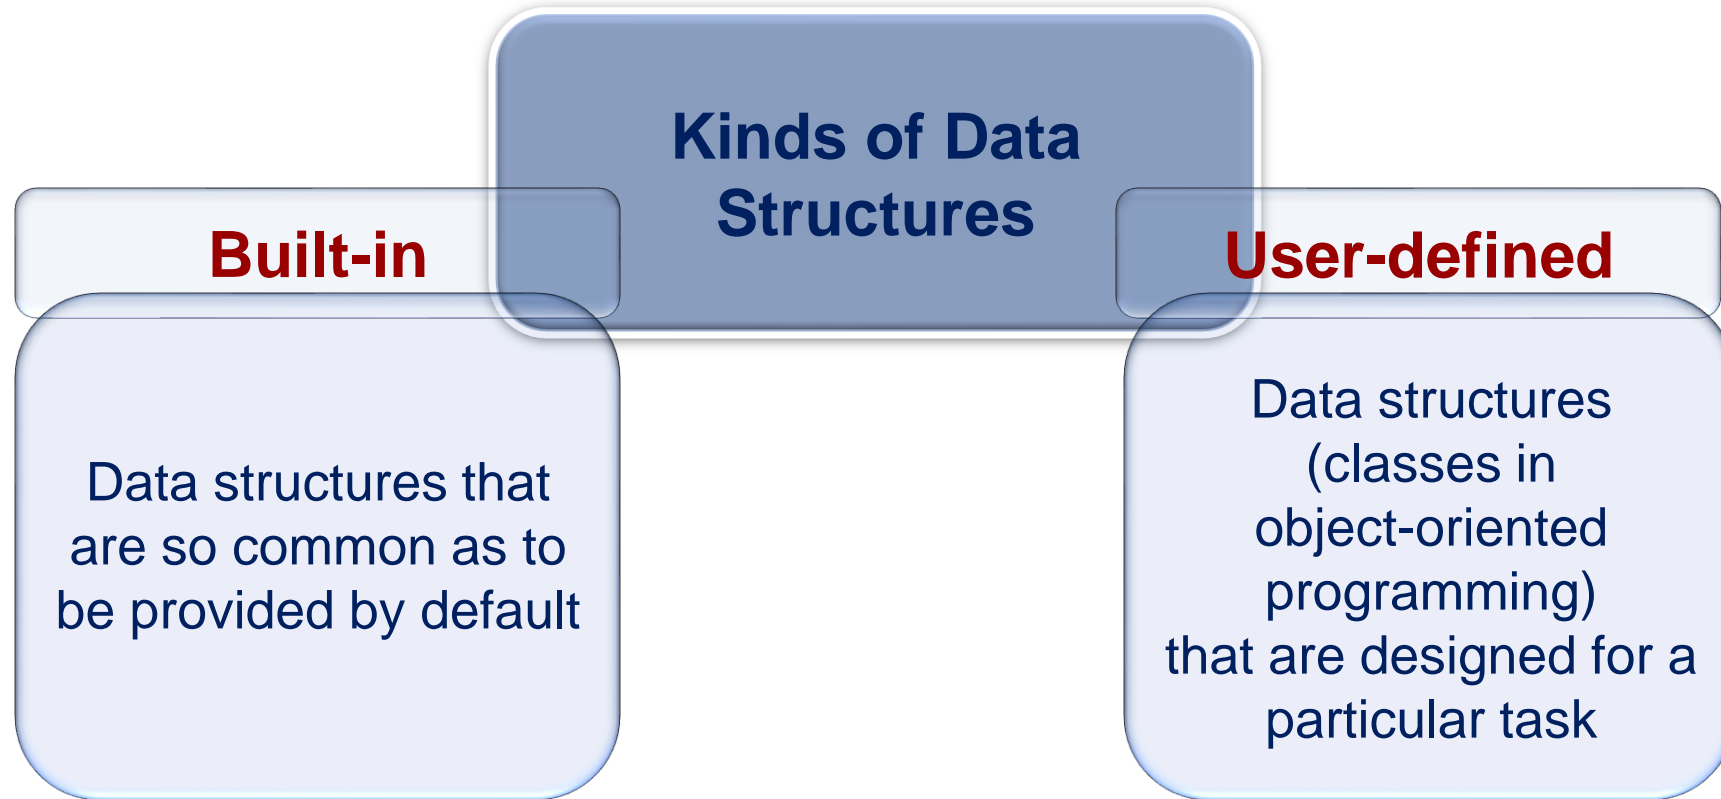 Kinds of Data
Structures
Built-in
Data structures that
are so common as to
be provided by default
User-defined
Data structures
(classes in
object-oriented
programming)
that are designed for a
particular task